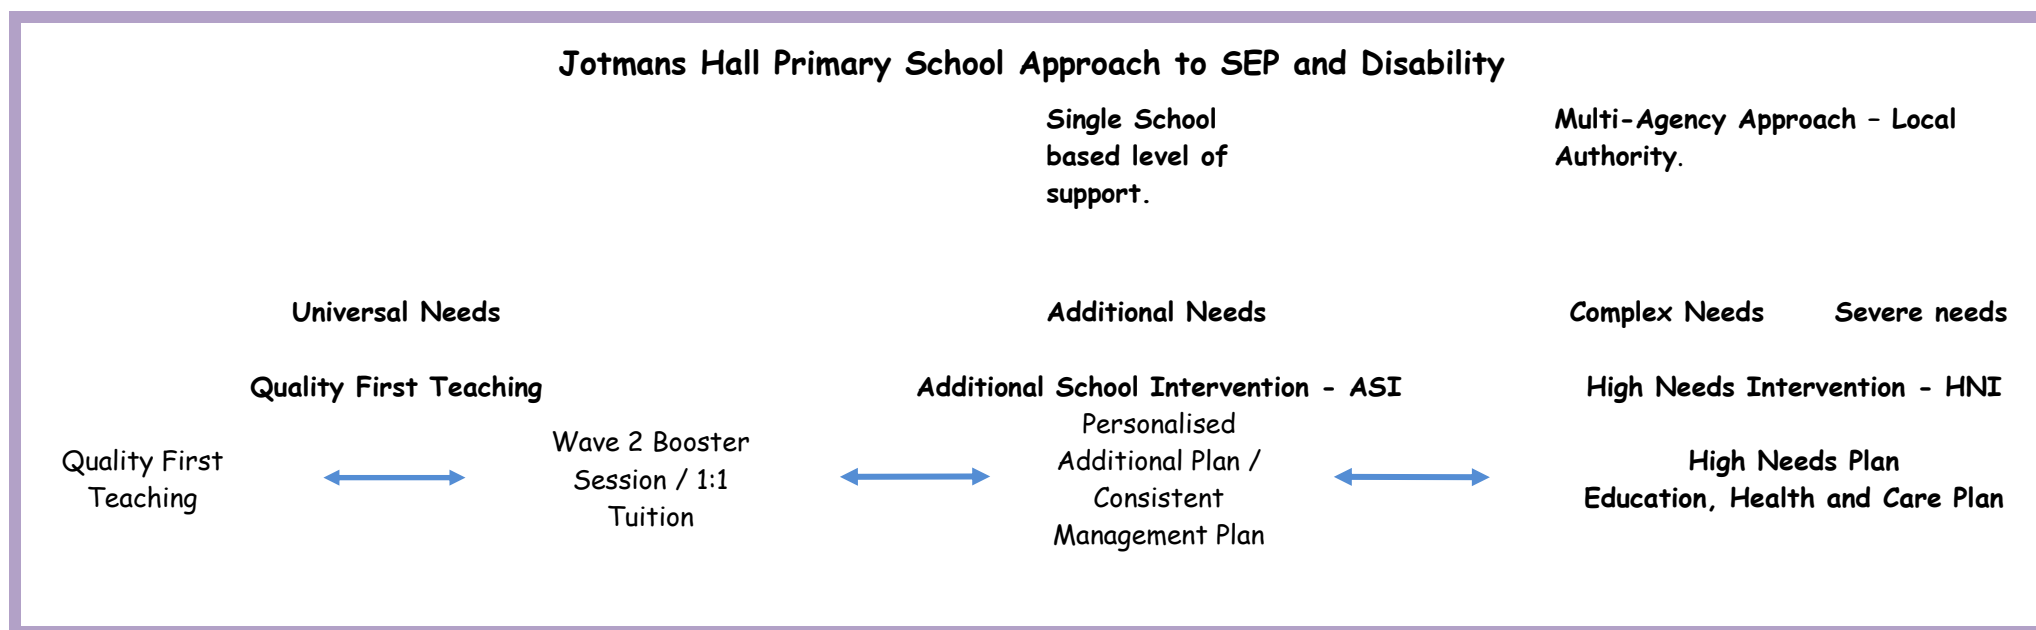 Jotmans Hall Primary School Approach to SEP and Disability
Single School
based level of
support.
Multi-Agency Approach – Local
Authority.
Universal Needs
Additional Needs
Complex Needs
Severe needs
Quality First Teaching
Additional School Intervention - ASI
High Needs Intervention - HNI
Quality First
Teaching
Wave 2 Booster
Session / 1:1
Tuition
Personalised
Additional Plan /
Consistent
Management Plan
High Needs Plan
Education, Health and Care Plan